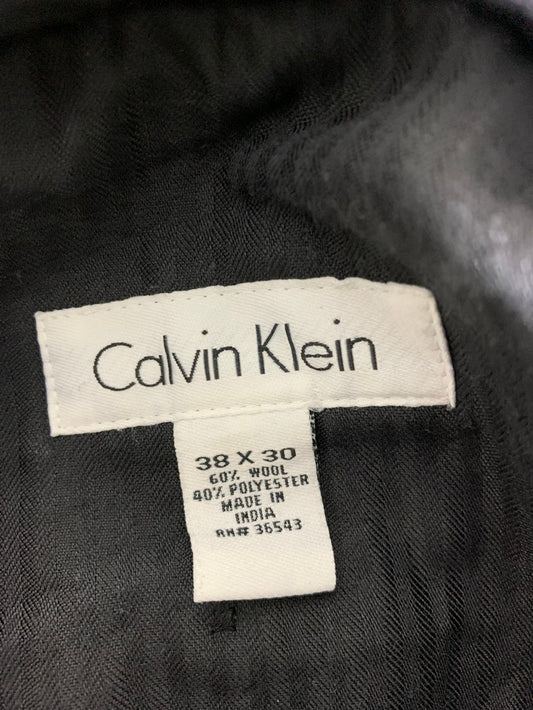 Calvin Klein
38 X 30
60% WOOL
40% POLYESTER
MADE IN
INDIA
RN# 36543